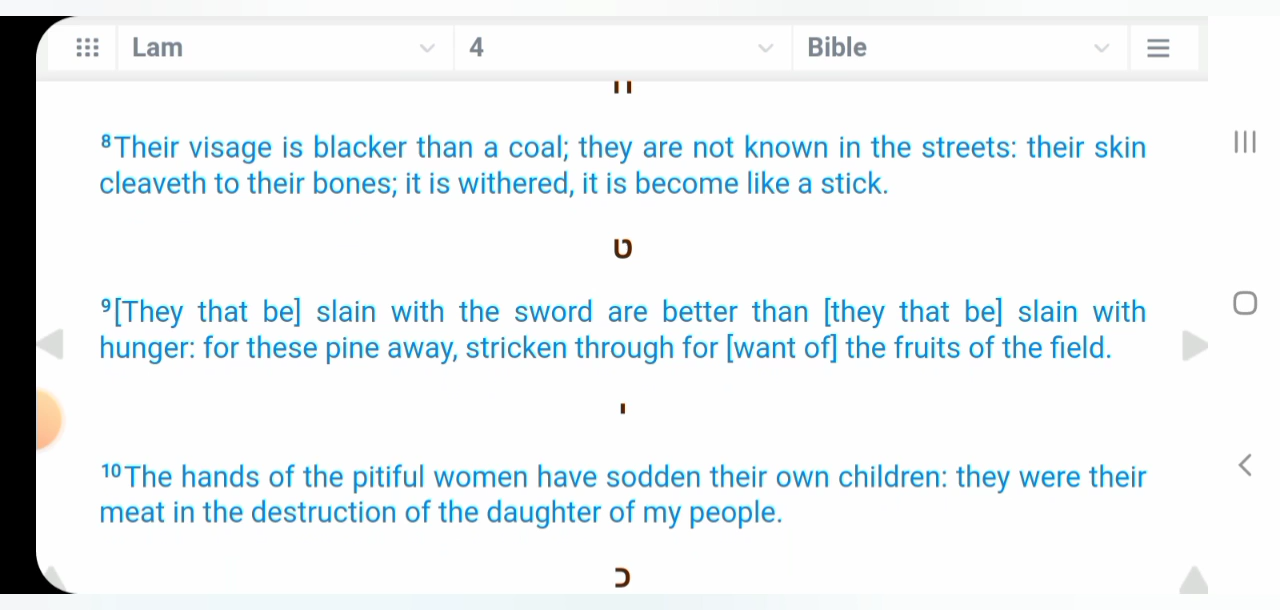 Lam 4 Bible
8Their visage is blacker than a coal; they are not known in the streets: their skin
cleaveth to their bones; it is withered, it is become like a stick.
ט
9[They that be] slain with the sword are better than [they that be] slain with
hunger: for these pine away, stricken through for [want of] the fruits of the field.
י
10The hands of the pitiful women have sodden their own children: they were their
meat in the destruction of the daughter of my people.
כ